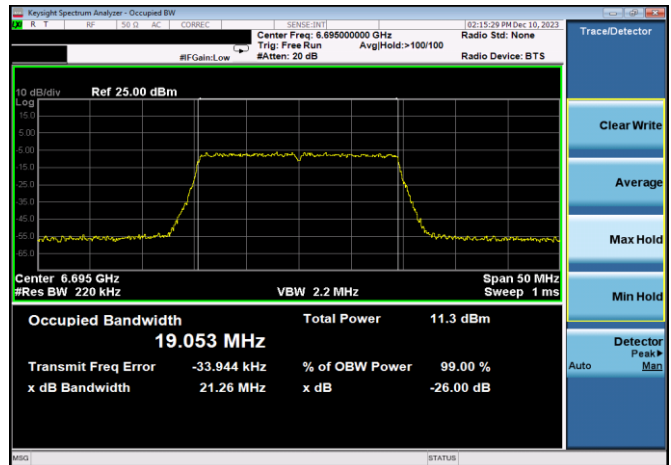 Keysight Spectrum Analyzer - Occupied BW
R T RF 50 Ω AC CORREC SENSE:INT 02:15:29 PM Dec 10, 2023
Center Freq: 6.695000000 GHz Radio Std: None
Trig: Free Run Avg|Hold:>100/100
#IFGain:Low #Atten: 20 dB Radio Device: BTS
10 dB/div Ref 25.00 dBm
Log
15.0
5.00
-5.00
-15.0
-25.0
-35.0
-45.0
-55.0
-65.0
Center 6.695 GHz Span 50 MHz
#Res BW 220 kHz VBW 2.2 MHz Sweep 1 ms
Occupied Bandwidth Total Power 11.3 dBm
19.053 MHz
Transmit Freq Error -33.944 kHz % of OBW Power 99.00 %
x dB Bandwidth 21.26 MHz x dB -26.00 dB
MSG STATUS
Trace/Detector
Clear Write
Average
Max Hold
Min Hold
Detector
Peak▶
Auto Man